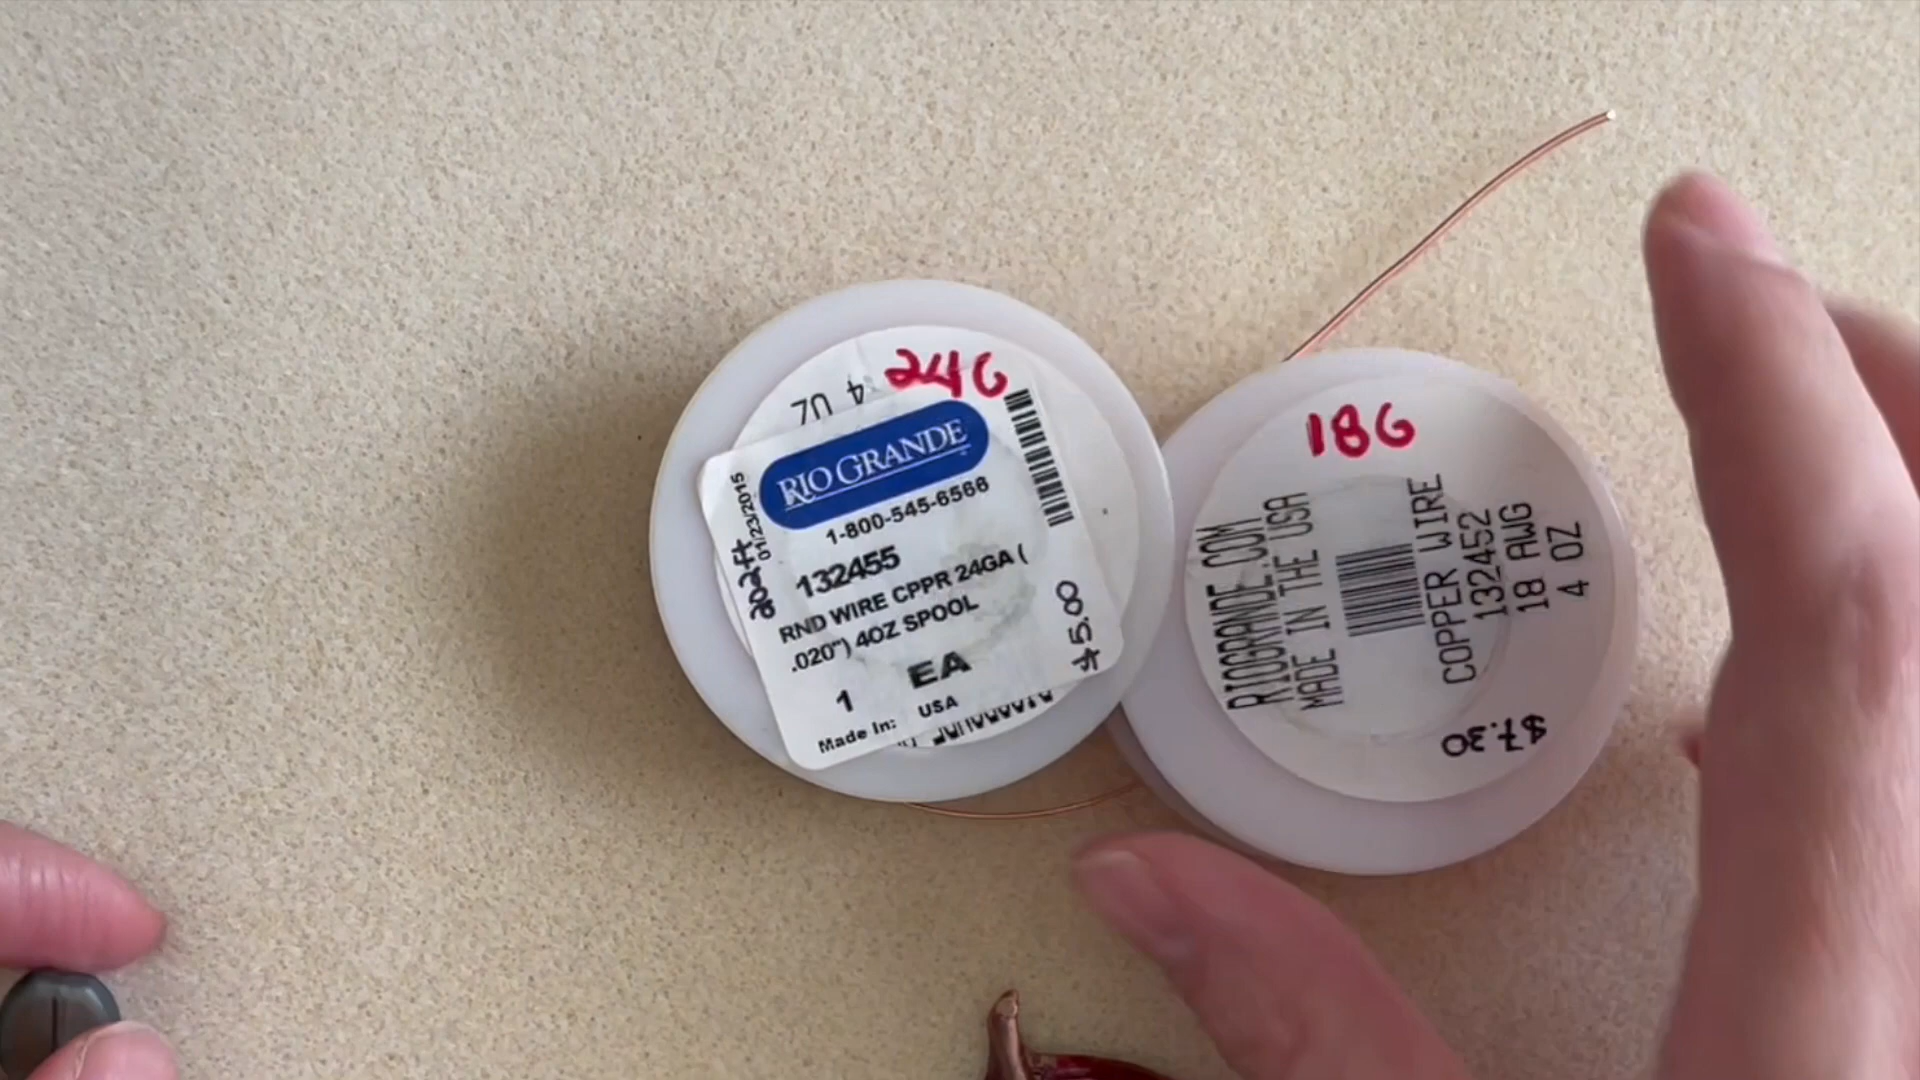 24G
4 OZ
RIO GRANDE
1-800-545-6566
01/23/2015
202ft
132455
RND WIRE CPPR 24GA (
.020") 4OZ SPOOL
1 EA
Made In: USA
$5.00
18G
RIOGRANDE.COM
MADE IN THE USA
COPPER WIRE
132452
18 AWG
4 OZ
$7.30